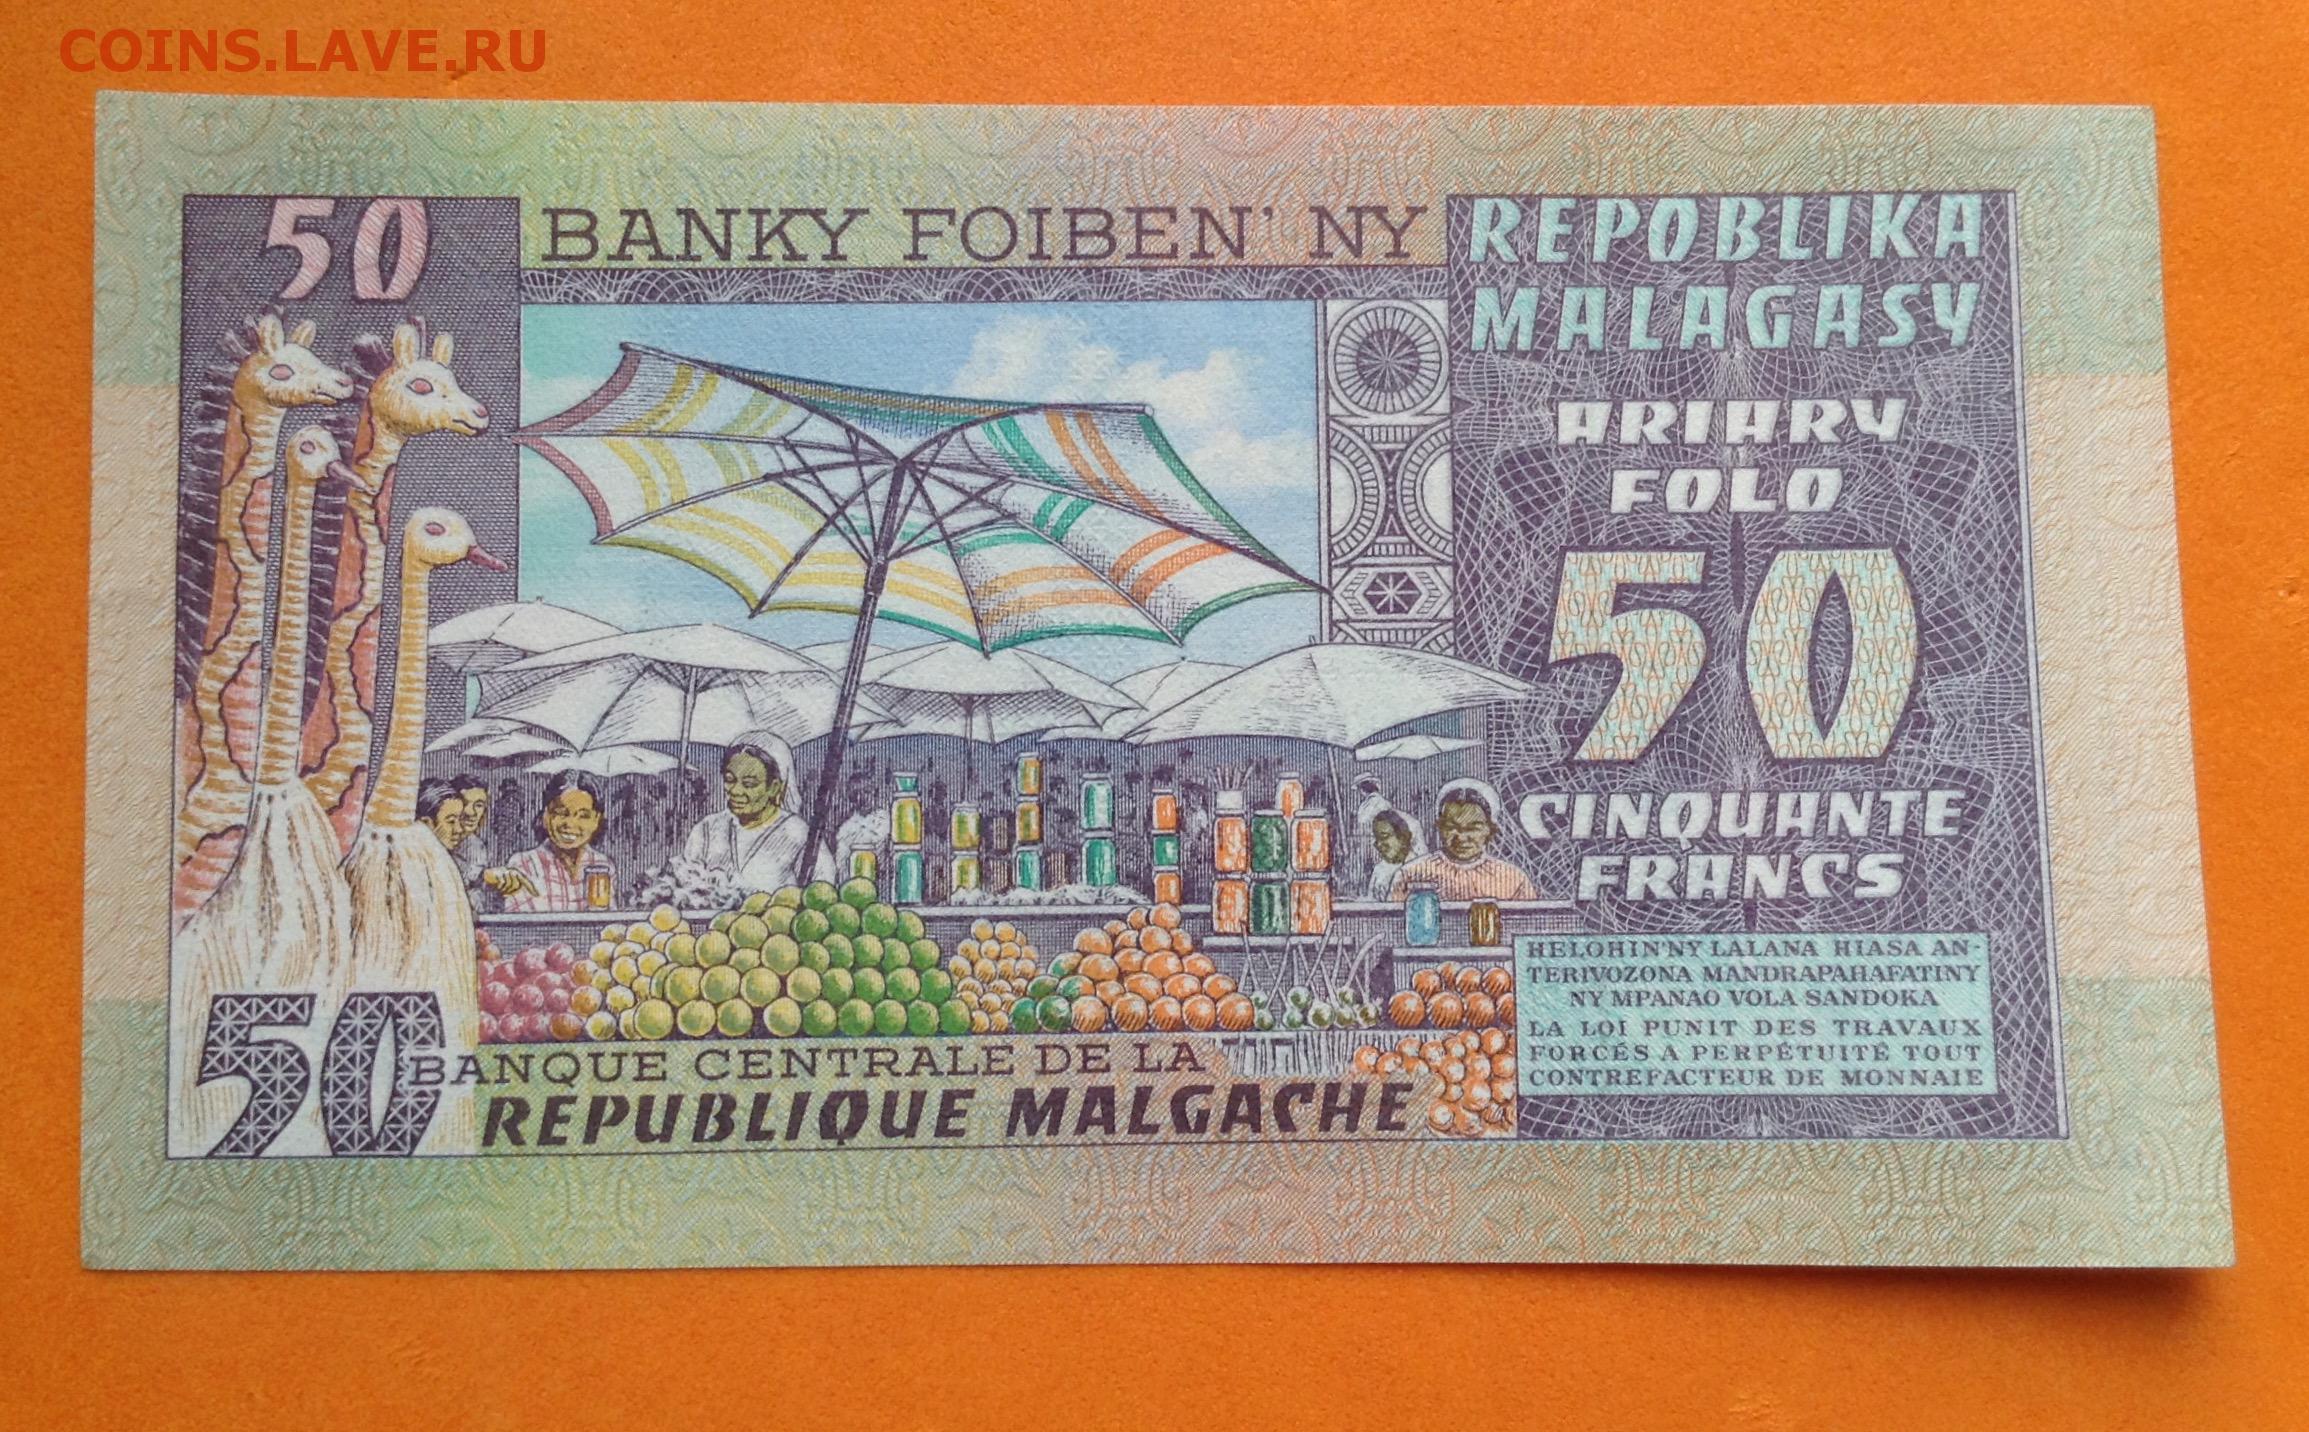 COINS.LAVE.RU
50
BANKY FOIBEN'NY
REPOBLIKA
MALAGASY
ARIARY
FOLO
50
CINQUANTE
FRANCS
HELOHIN'NY LALANA HIASA AN-
TERIVOZONA MANDRAPAHAFATINY
NY MPANAO VOLA SANDOKA
LA LOI PUNIT DES TRAVAUX
FORCÉS A PERPÉTUITÉ TOUT
CONTREFACTEUR DE MONNAIE
50
BANQUE CENTRALE DE LA
REPUBLIQUE MALGACHE